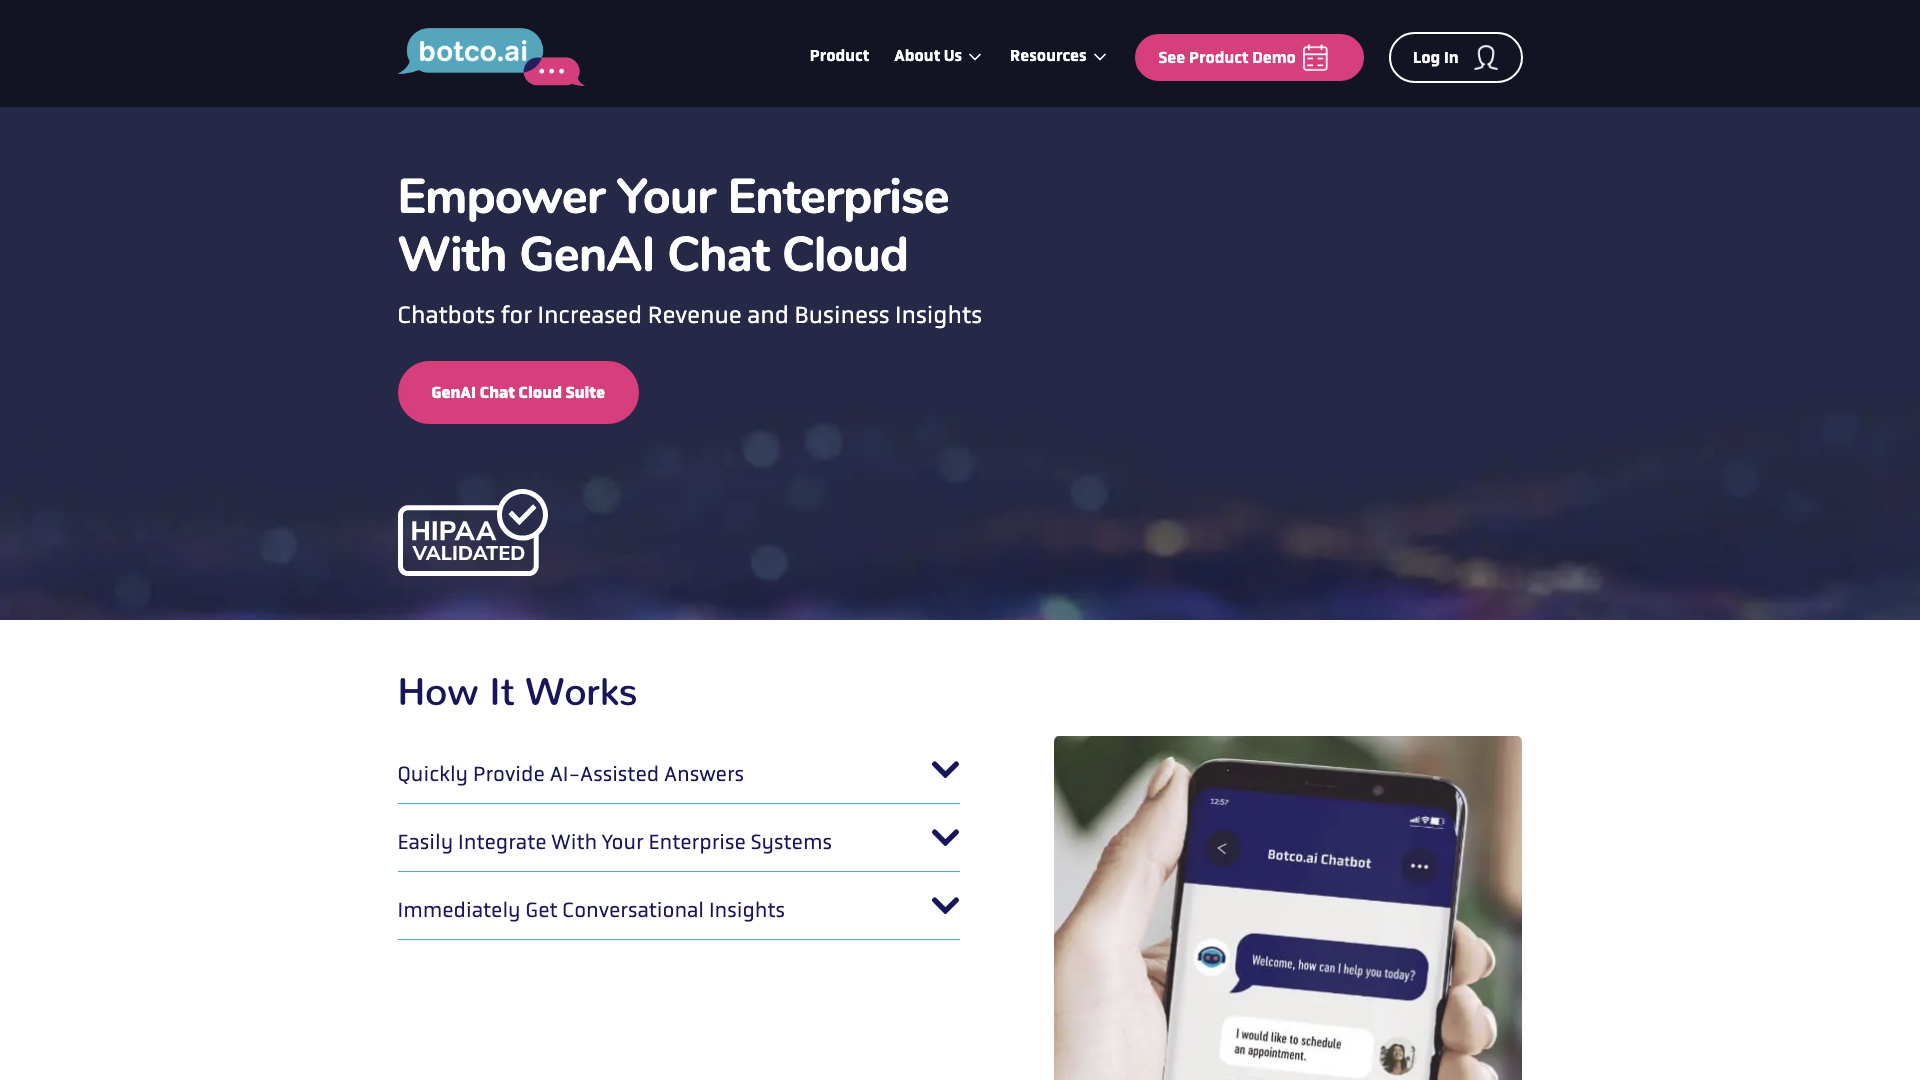 botco.ai
Product
About Us
Resources
See Product Demo
Log In
Empower Your Enterprise
With GenAI Chat Cloud
Chatbots for Increased Revenue and Business Insights
GenAI Chat Cloud Suite
HIPAA
VALIDATED
How It Works
Quickly Provide AI-Assisted Answers
Easily Integrate With Your Enterprise Systems
Immediately Get Conversational Insights
12:57
Botco.ai Chatbot
Welcome, how can I help you today?
I would like to schedule
an appointment.